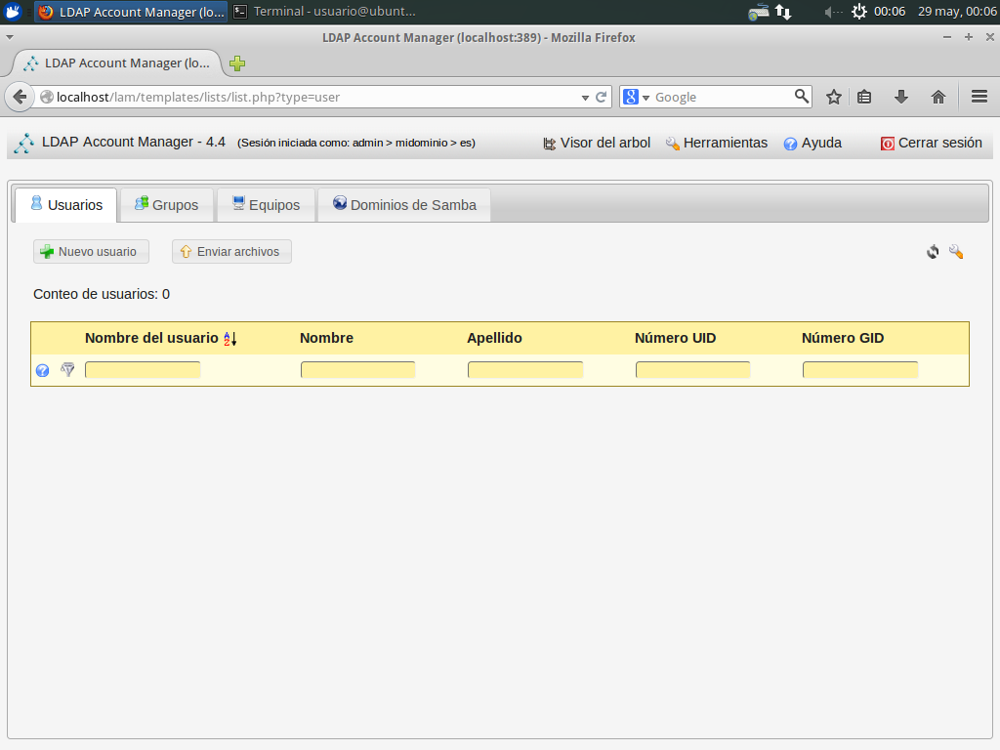 LDAP Account Manager (lo... Terminal - usuario@ubunt... 00:06 29 may, 00:06
LDAP Account Manager (localhost:389) - Mozilla Firefox
LDAP Account Manager (lo...
localhost/lam/templates/lists/list.php?type=user Google
LDAP Account Manager - 4.4 (Sesión iniciada como: admin > midominio > es) Visor del arbol Herramientas Ayuda Cerrar sesión
Usuarios Grupos Equipos Dominios de Samba
Nuevo usuario Enviar archivos
Conteo de usuarios: 0
Nombre del usuario Nombre Apellido Número UID Número GID